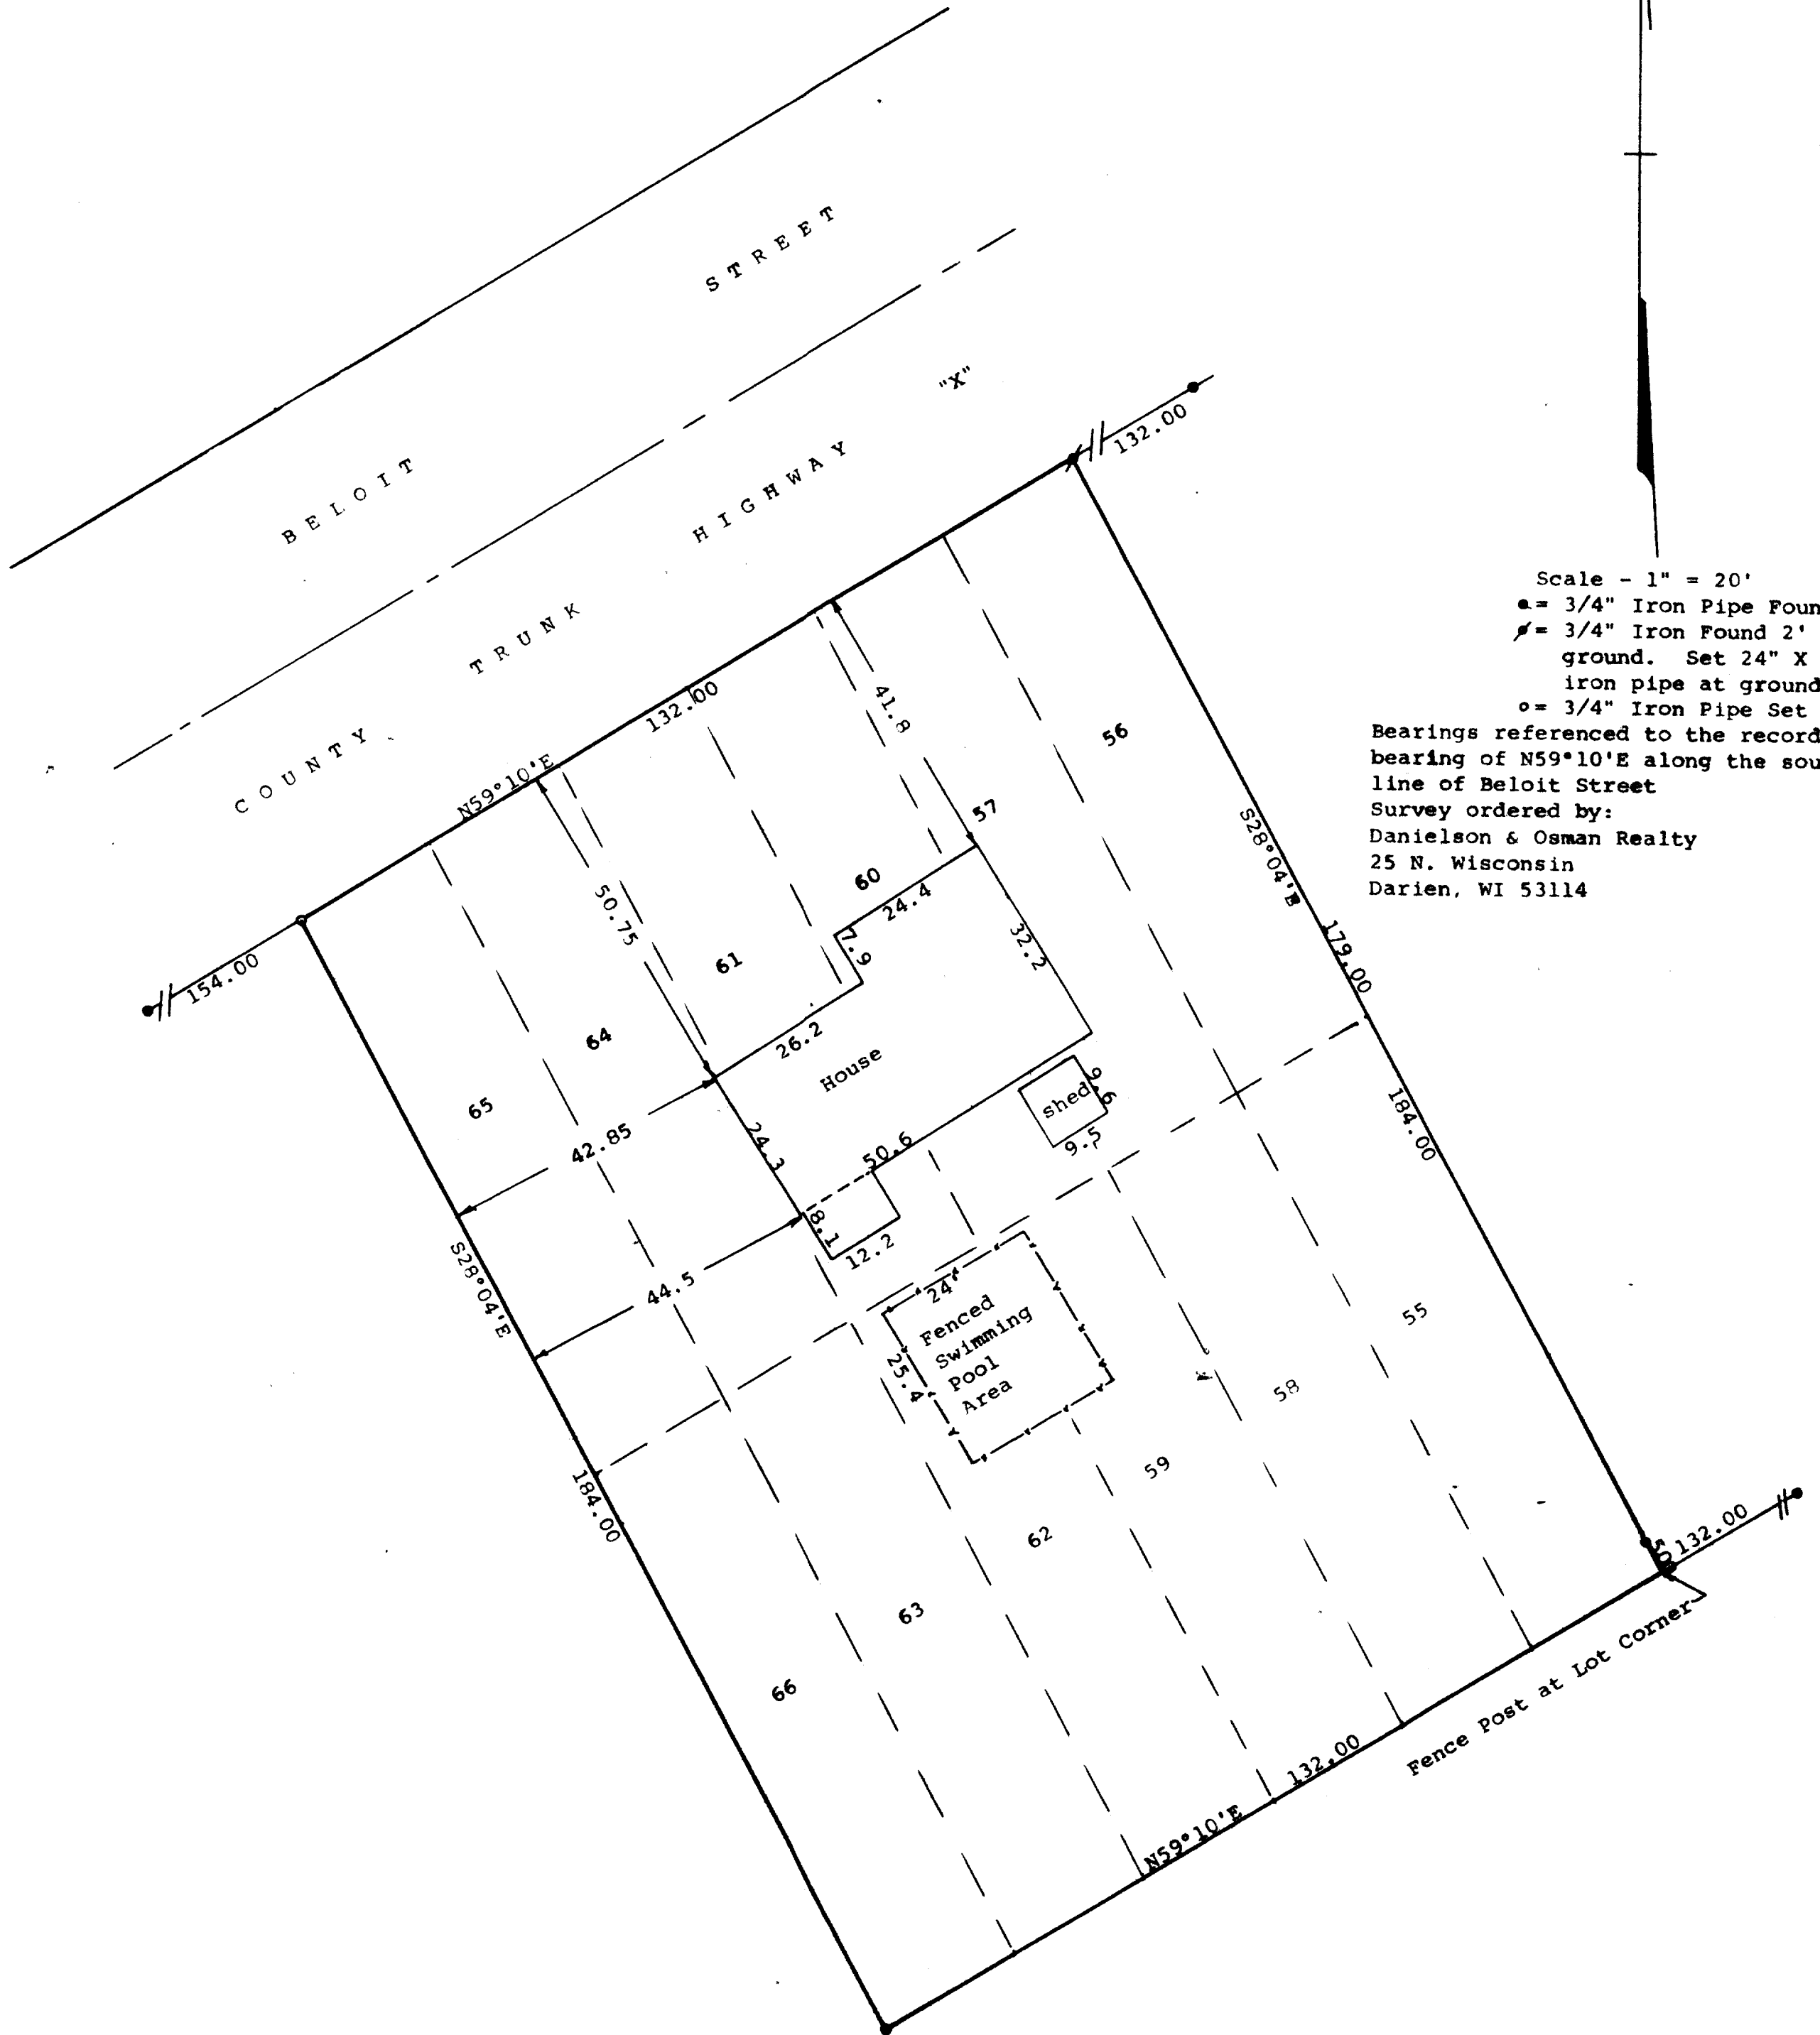 STREET
BELOIT
"X"
HIGHWAY
TRUNK
COUNTY
132.00
154.00
N59°10'E
132.00
Scale - 1" = 20'
= 3/4" Iron Pipe Foun
= 3/4" Iron Found 2'
ground. Set 24" X
iron pipe at ground
= 3/4" Iron Pipe Set
Bearings referenced to the record
bearing of N59°10'E along the sou
line of Beloit Street
Survey ordered by:
Danielson & Osman Realty
25 N. Wisconsin
Darien, WI 53114
41.8
56
57
S28°04'E
179.00
184.00
50.75
60
24.4
7.9
32.2
61
26.2
House
64
65
42.85
24.3
50.6
shed
9.6
9.5
8.1
12.2
44.5
S28°04'E
184.00
24'
25.4
Fenced
Swimming
Pool
Area
55
58
59
62
63
66
5.00
132.00
Fence Post at Lot Corner
N59°10'E
132.00